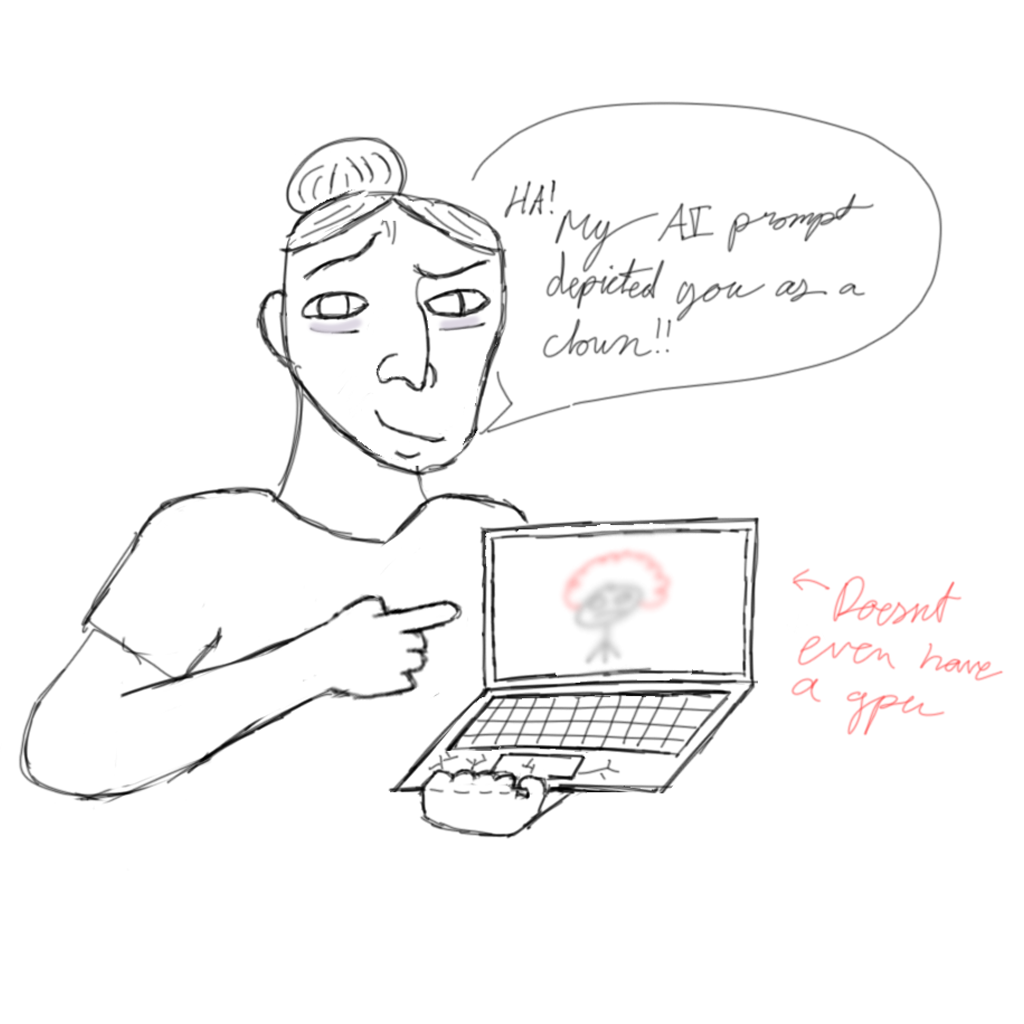 HA!
My AI prompt
depicted you as a
clown!!
← Doesnt
even have
a gpu